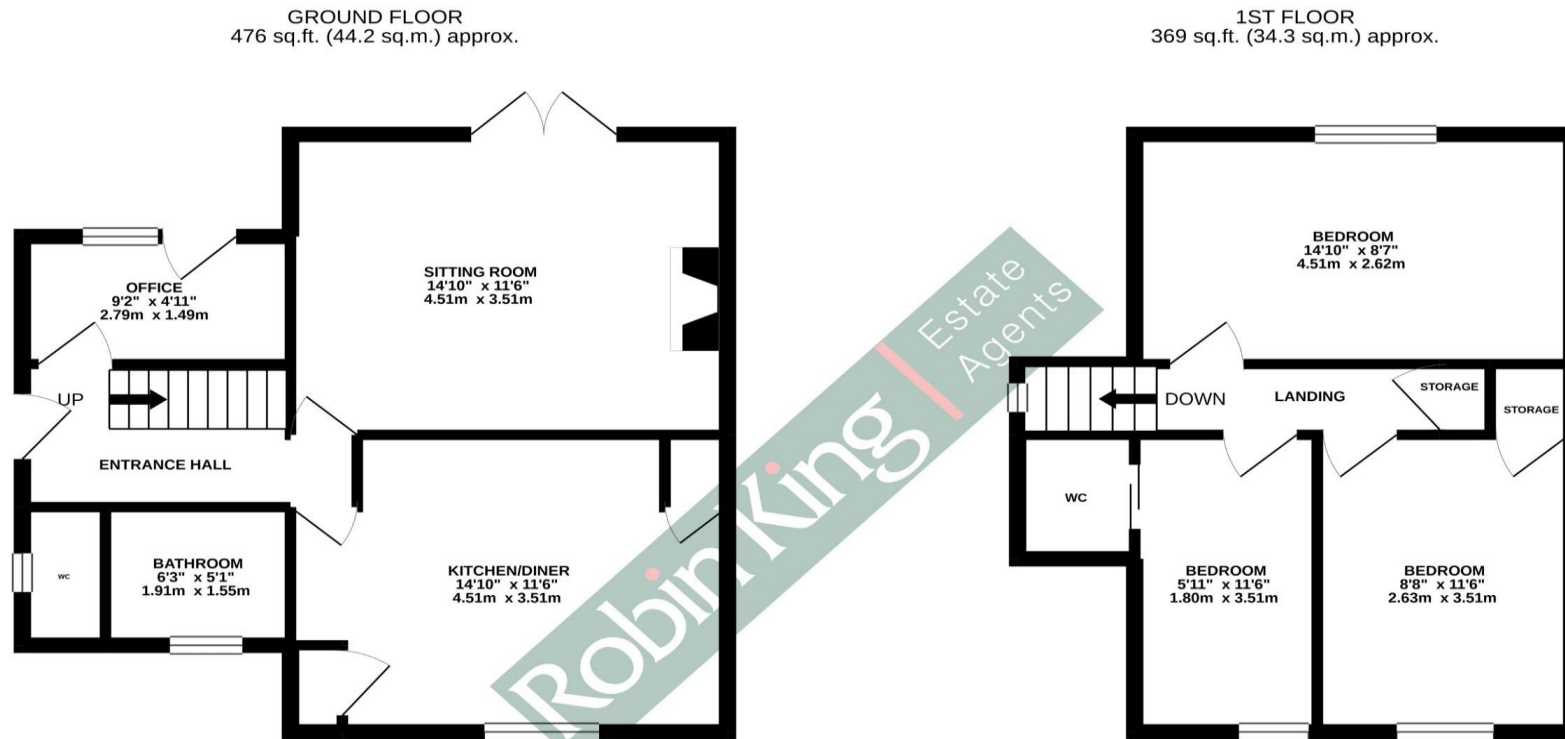 GROUND FLOOR
476 sq.ft. (44.2 sq.m.) approx.
1ST FLOOR
369 sq.ft. (34.3 sq.m.) approx.
OFFICE
9'2" x 4'11"
2.79m x 1.49m
SITTING ROOM
14'10" x 11'6"
4.51m x 3.51m
UP
ENTRANCE HALL
WC
BATHROOM
6'3" x 5'1"
1.91m x 1.55m
KITCHEN/DINER
14'10" x 11'6"
4.51m x 3.51m
Robin King
Estate
Agents
BEDROOM
14'10" x 8'7"
4.51m x 2.62m
DOWN
LANDING
STORAGE
STORAGE
WC
BEDROOM
5'11" x 11'6"
1.80m x 3.51m
BEDROOM
8'8" x 11'6"
2.63m x 3.51m